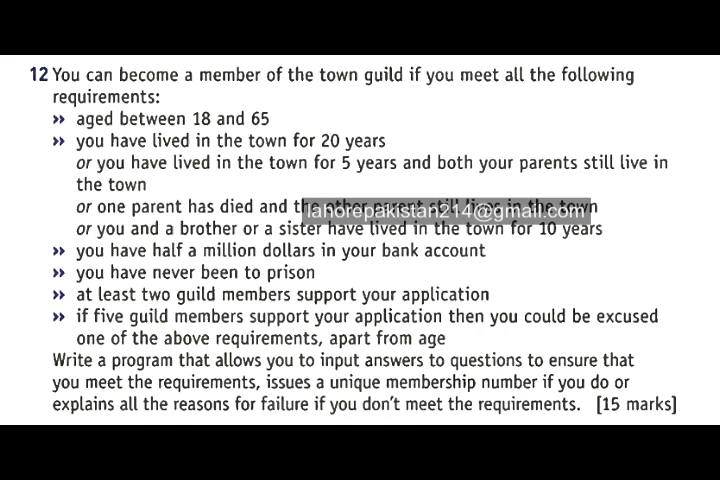 12 You can become a member of the town guild if you meet all the following
requirements:
» aged between 18 and 65
» you have lived in the town for 20 years
or you have lived in the town for 5 years and both your parents still live in
the town
or one parent has died and the other parent still lives in the town
lahorepakistan214@gmail.com
or you and a brother or a sister have lived in the town for 10 years
» you have half a million dollars in your bank account
» you have never been to prison
» at least two guild members support your application
» if five guild members support your application then you could be excused
one of the above requirements, apart from age
Write a program that allows you to input answers to questions to ensure that
you meet the requirements, issues a unique membership number if you do or
explains all the reasons for failure if you don't meet the requirements. [15 marks]